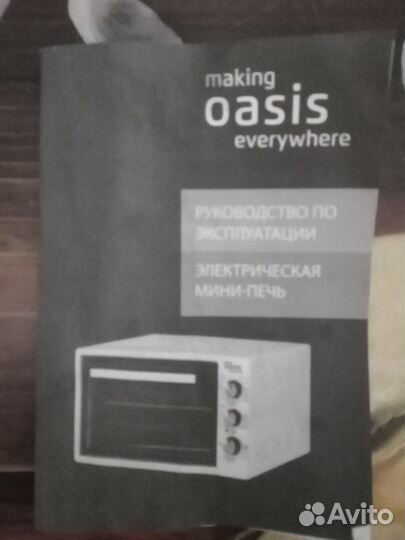 making
oasis
everywhere
РУКОВОДСТВО ПО
ЭКСПЛУАТАЦИИ
ЭЛЕКТРИЧЕСКАЯ
МИНИ-ПЕЧЬ
Avito